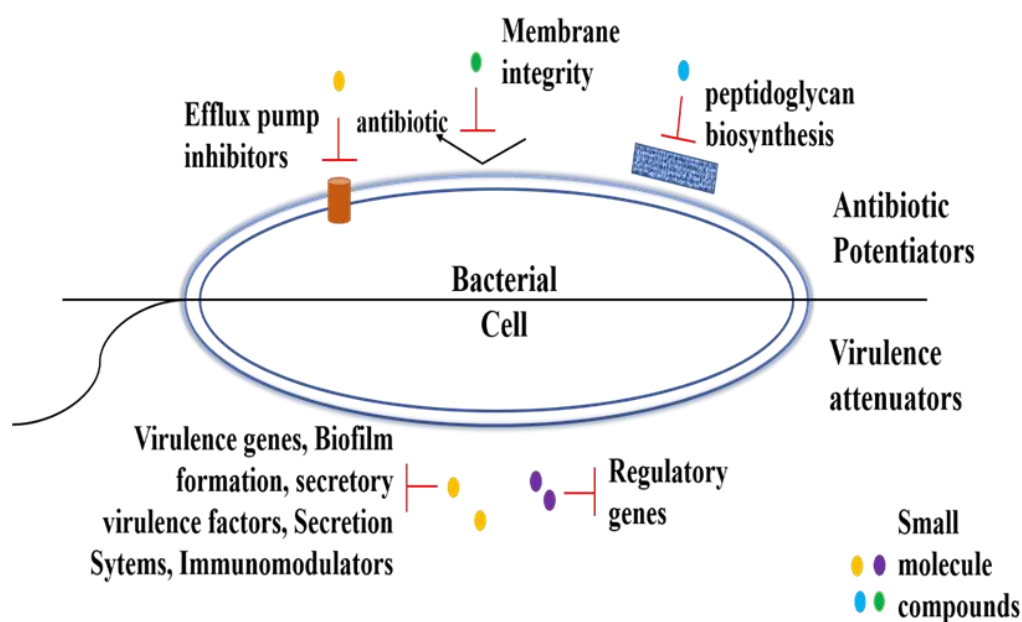 Membrane
integrity
Efflux pump
inhibitors
antibiotic
peptidoglycan
biosynthesis
Antibiotic
Potentiators
Bacterial
Cell
Virulence
attenuators
Virulence genes, Biofilm
formation, secretory
virulence factors, Secretion
Sytems, Immunomodulators
Regulatory
genes
Small
molecule
compounds